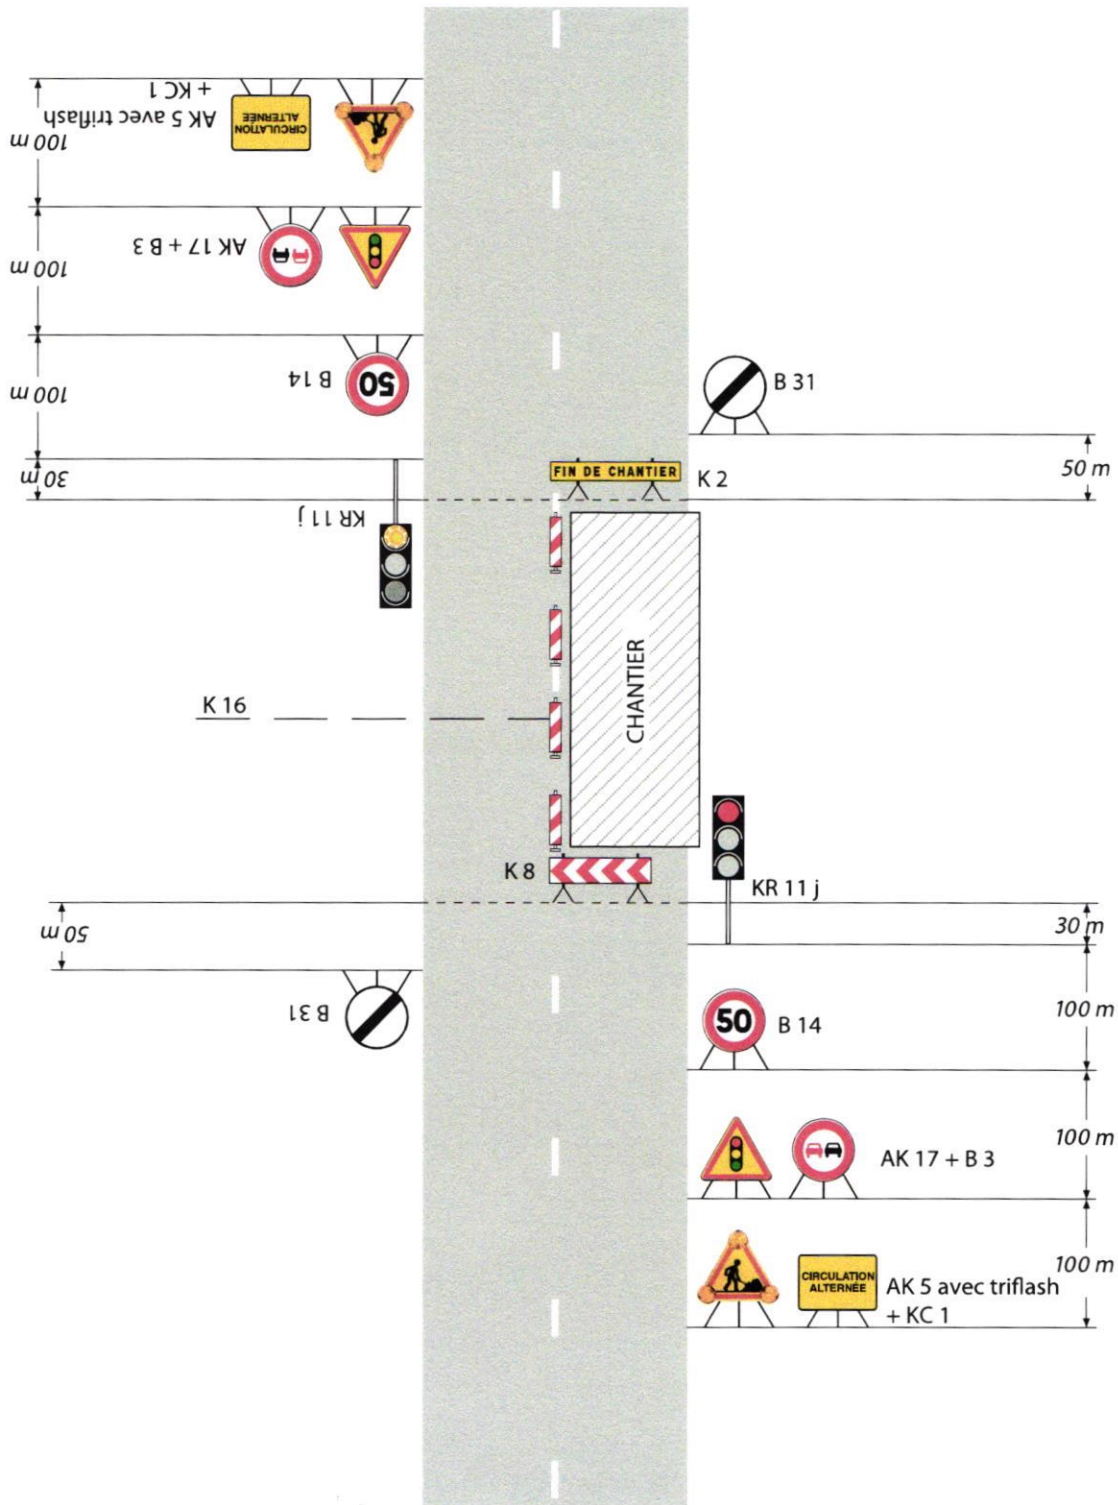 100 m
AK 5 avec triflash
+ KC 1
CIRCULATION
ALTERNÉE
100 m
AK 17 + B 3
100 m
B 14
50
30 m
KR 11 j
B 31
50 m
FIN DE CHANTIER
K 2
CHANTIER
K 16
K 8
KR 11 j
30 m
50 m
B 31
50
B 14
100 m
AK 17 + B 3
100 m
CIRCULATION
ALTERNÉE
AK 5 avec triflash
+ KC 1
100 m